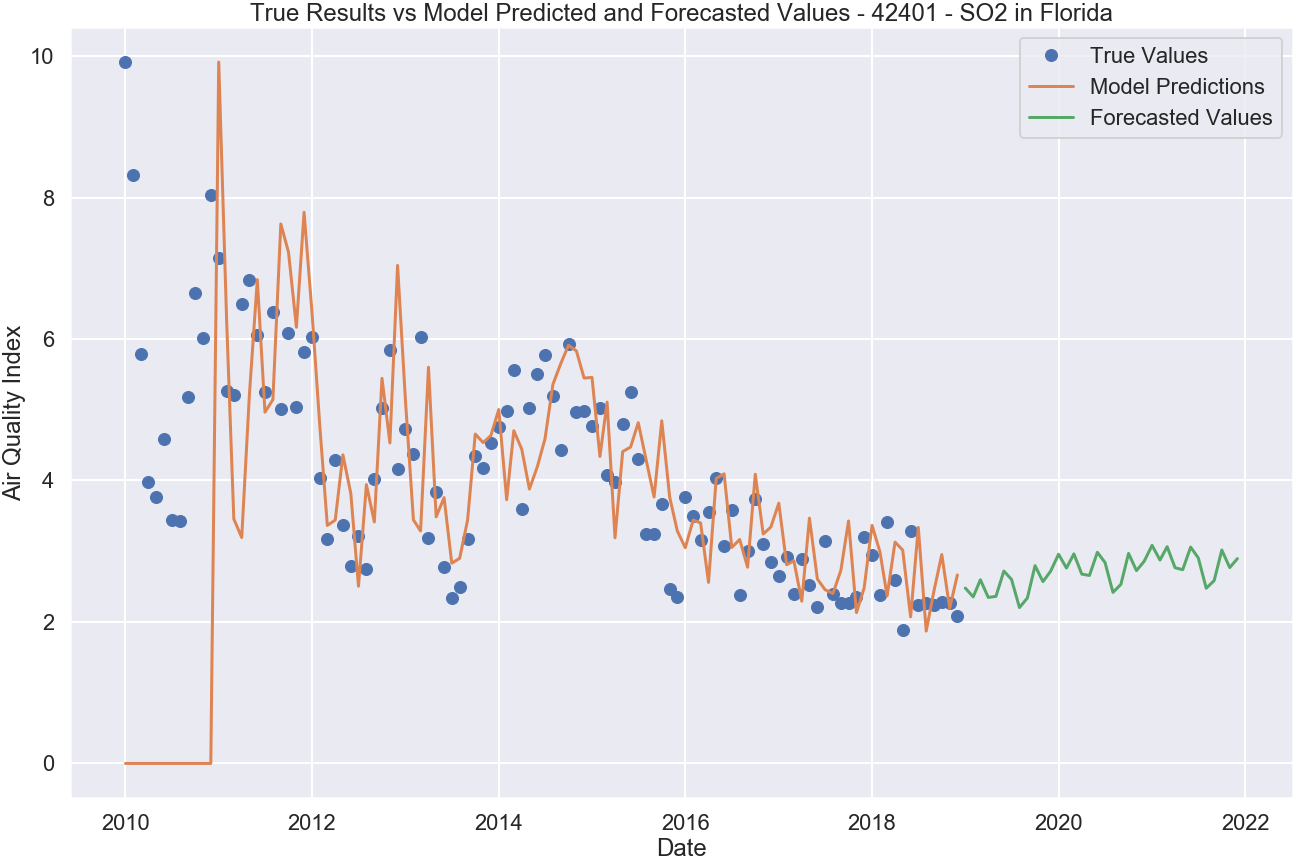 True Results vs Model Predicted and Forecasted Values - 42401 - SO2 in Florida
True Values
Model Predictions
Forecasted Values
Air Quality Index
10
8
6
4
2
0
2010 2012 2014 2016 2018 2020 2022
Date